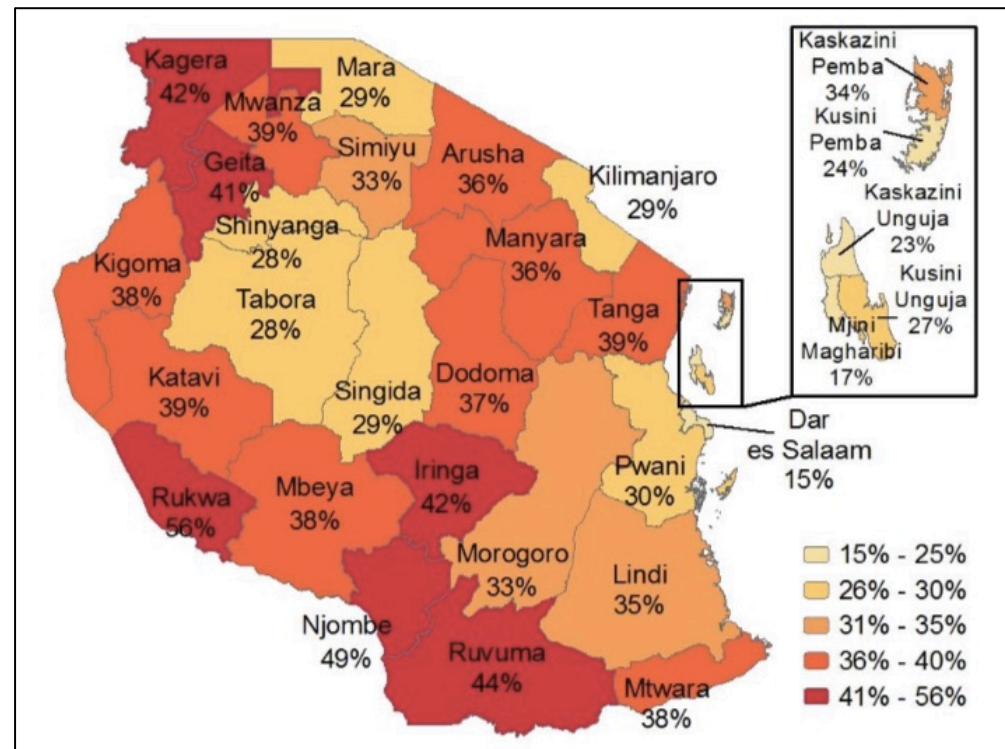 Kagera
42%
Mara
29%
Mwanza
39%
Geita
41%
Simiyu
33%
Arusha
36%
Kilimanjaro
29%
Shinyanga
28%
Kigoma
38%
Tabora
28%
Manyara
36%
Tanga
39%
Katavi
39%
Singida
29%
Dodoma
37%
Dar
es Salaam
15%
Pwani
30%
Rukwa
56%
Mbeya
38%
Iringa
42%
Morogoro
33%
Lindi
35%
Njombe
49%
Ruvuma
44%
Mtwara
38%
Kaskazini
Pemba
34%
Kusini
Pemba
24%
Kaskazini
Unguja
23%
Kusini
Unguja
27%
Mjini
Magharibi
17%
15% - 25%
26% - 30%
31% - 35%
36% - 40%
41% - 56%